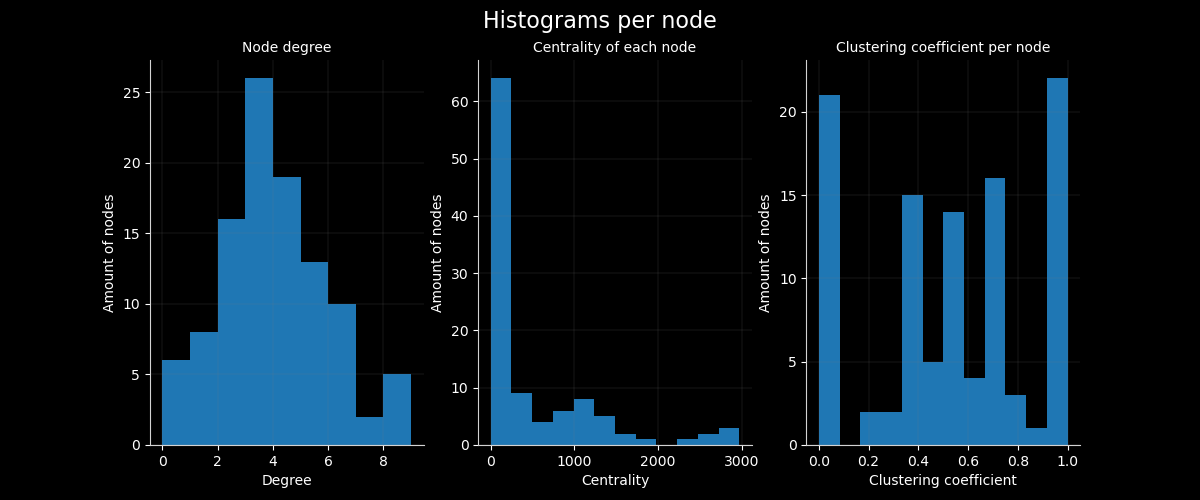 Histograms per node
Node degree
Amount of nodes
25
20
15
10
5
0
0 2 4 6 8
Degree
Centrality of each node
Amount of nodes
60
50
40
30
20
10
0
0 1000 2000 3000
Centrality
Clustering coefficient per node
Amount of nodes
20
15
10
5
0
0.0 0.2 0.4 0.6 0.8 1.0
Clustering coefficient